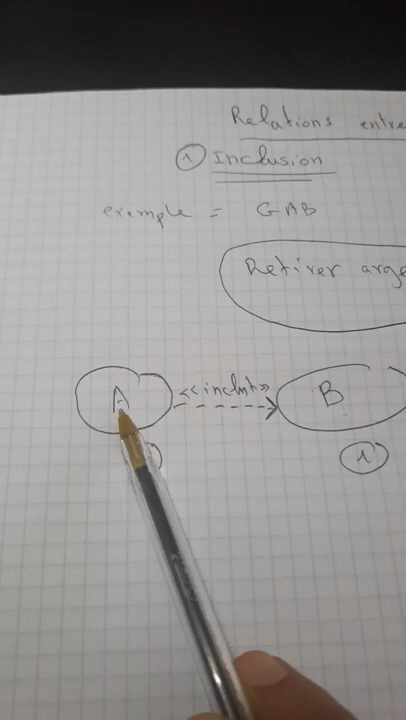 Relations entre
① Inclusion
exemple = GAB
Retirer arge
A <<inclut>> B
①